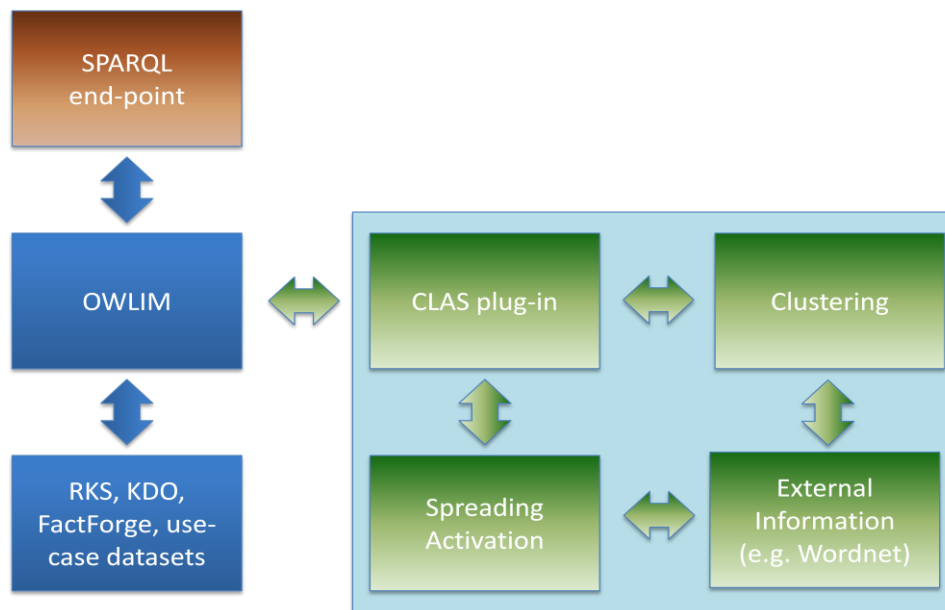 SPARQL
end-point
OWLIM
CLAS plug-in
Clustering
RKS, KDO,
FactForge, use-
case datasets
Spreading
Activation
External
Information
(e.g. Wordnet)